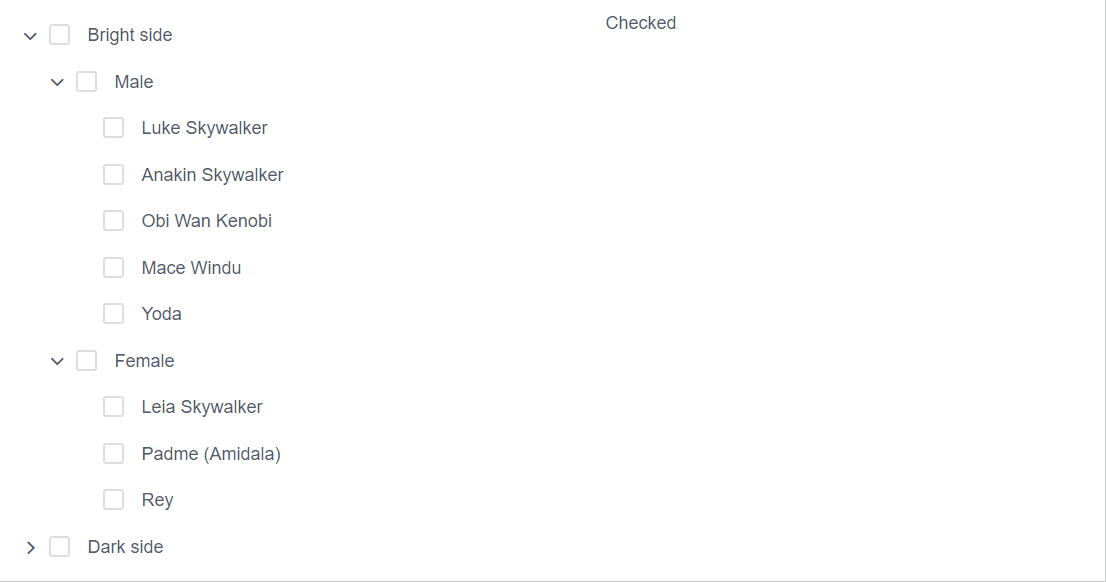 Bright side
Checked
Male
Luke Skywalker
Anakin Skywalker
Obi Wan Kenobi
Mace Windu
Yoda
Female
Leia Skywalker
Padme (Amidala)
Rey
Dark side